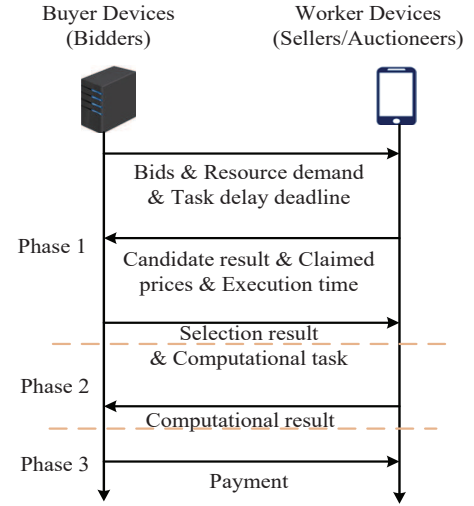 Buyer Devices
(Bidders)
Worker Devices
(Sellers/Auctioneers)
Bids & Resource demand
& Task delay deadline
Phase 1
Candidate result & Claimed
prices & Execution time
Selection result
& Computational task
Phase 2
Computational result
Phase 3
Payment